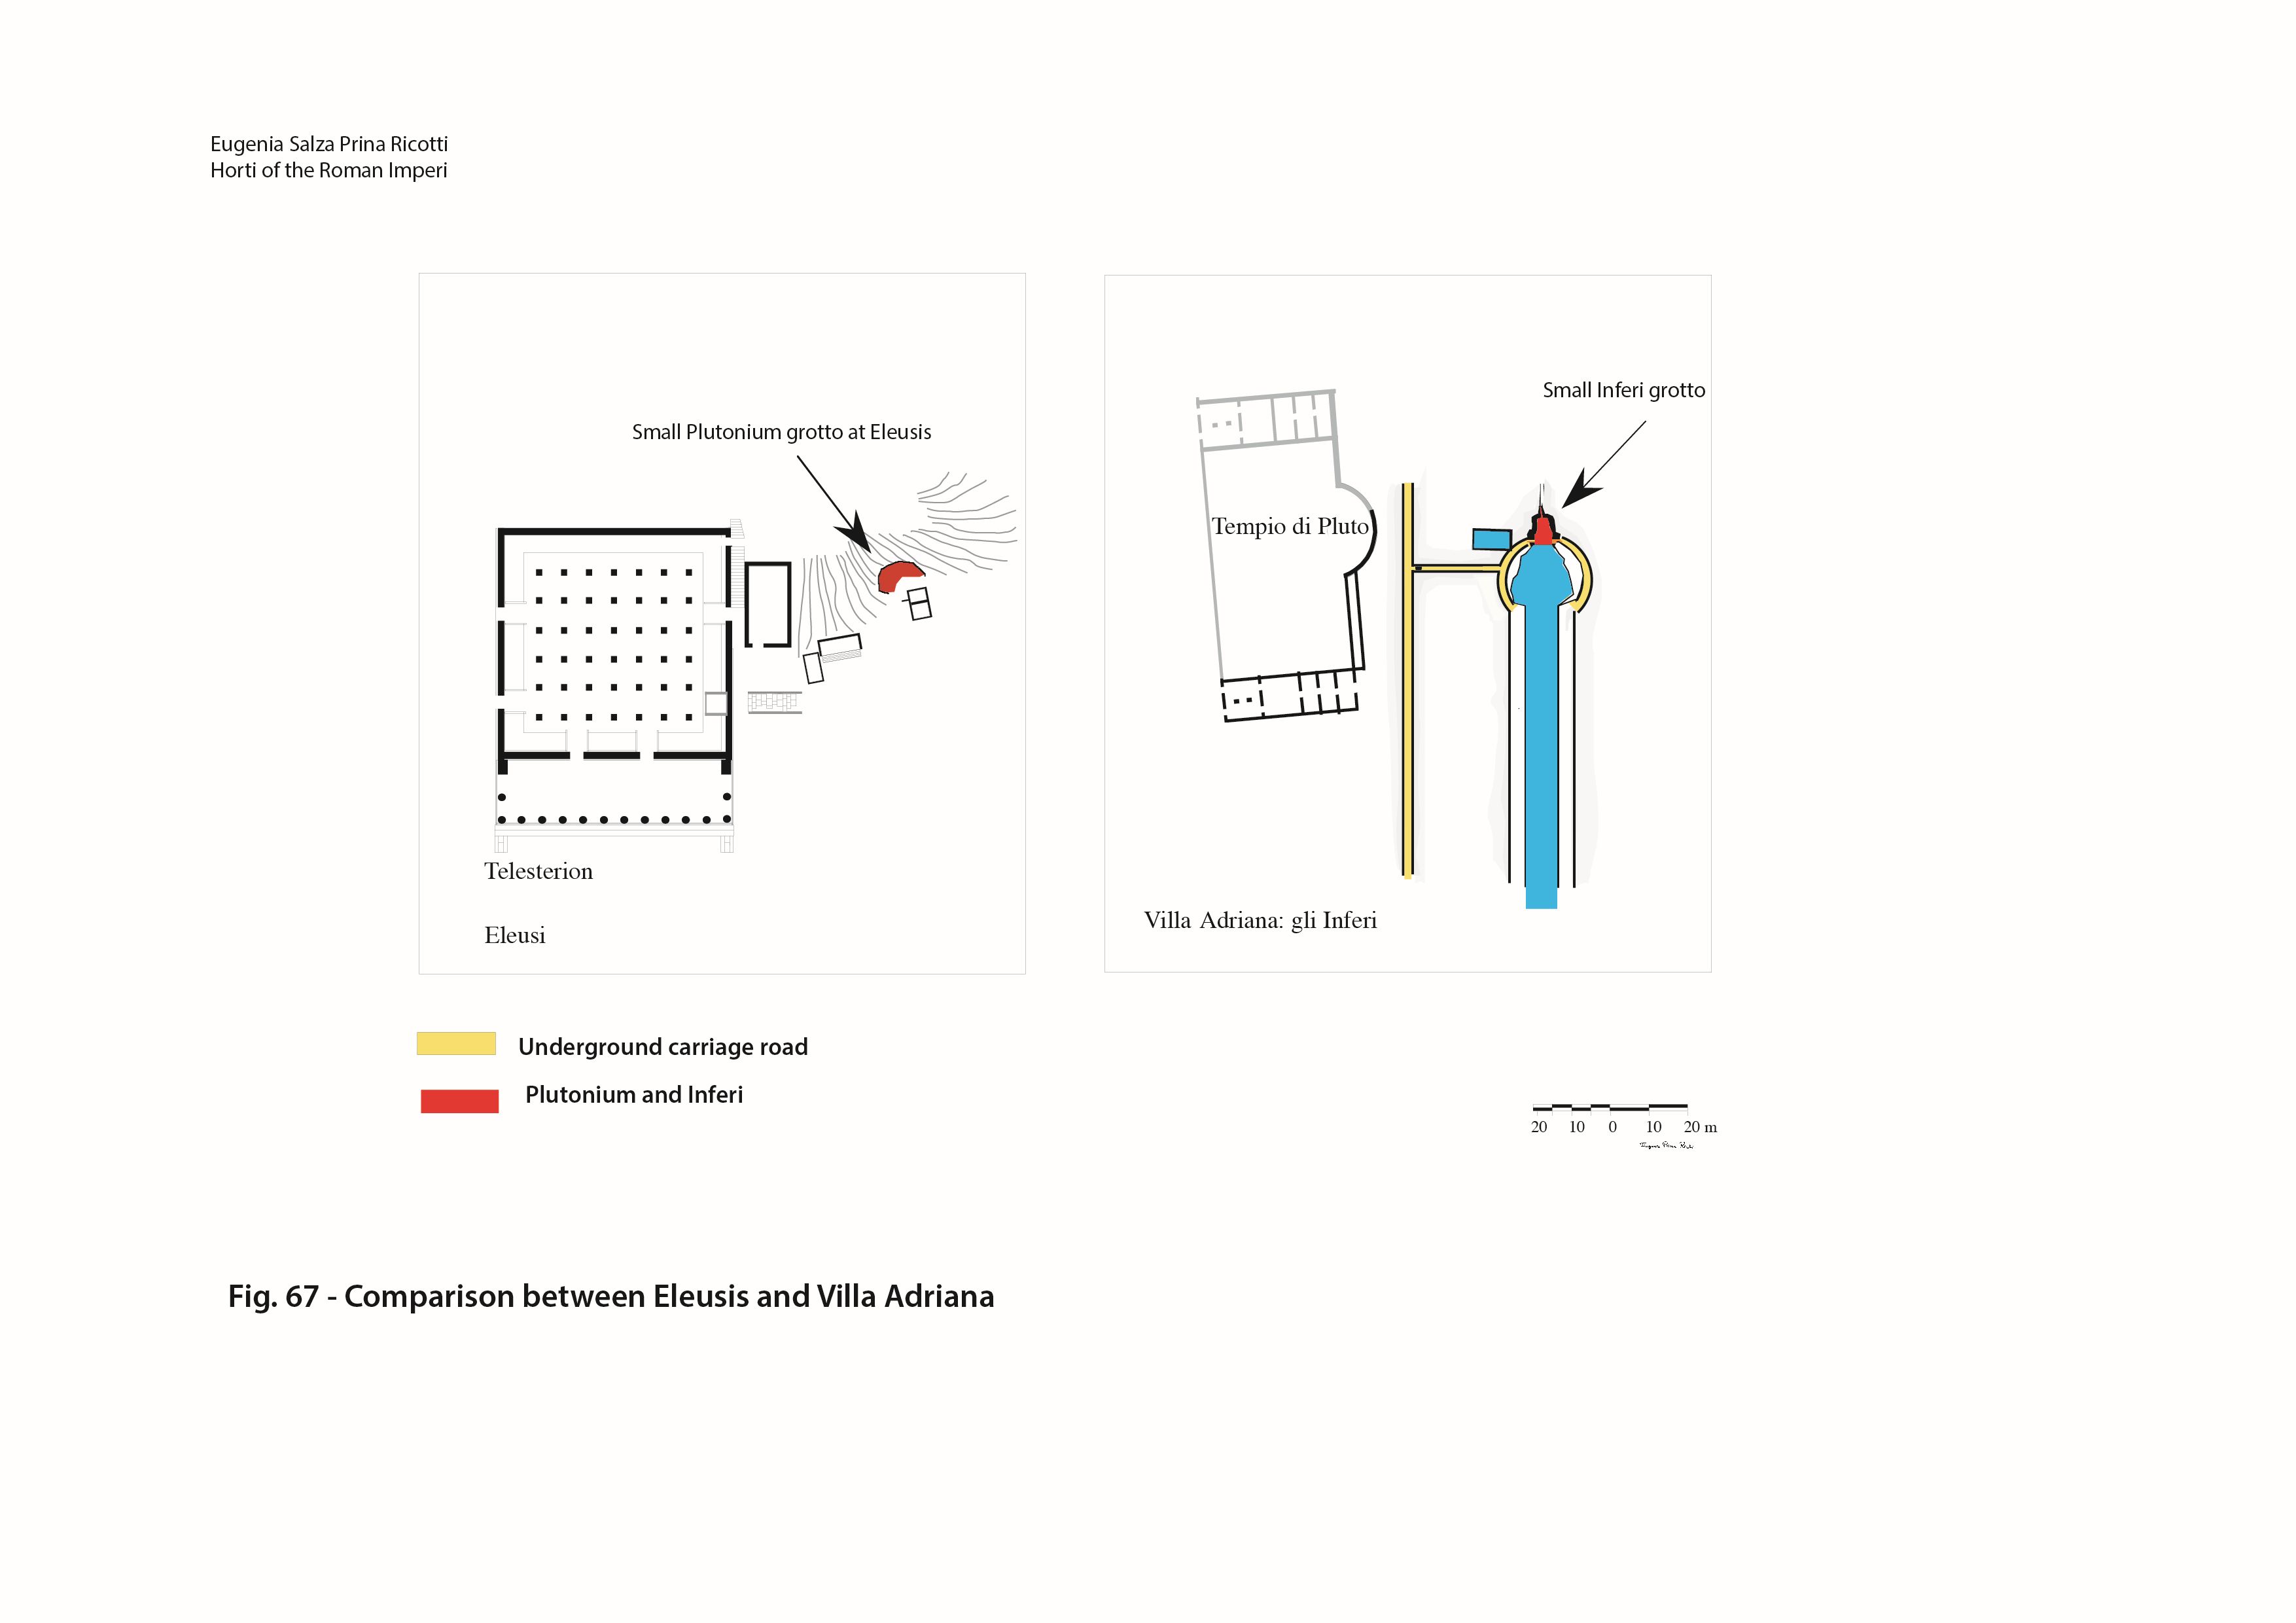 Eugenia Salza Prina Ricotti
Horti of the Roman Imperi
Small Plutonium grotto at Eleusis
Telesterion
Eleusi
Small Inferi grotto
Tempio di Pluto
Villa Adriana: gli Inferi
Underground carriage road
Plutonium and Inferi
20 10 0 10 20 m
Fig. 67 - Comparison between Eleusis and Villa Adriana